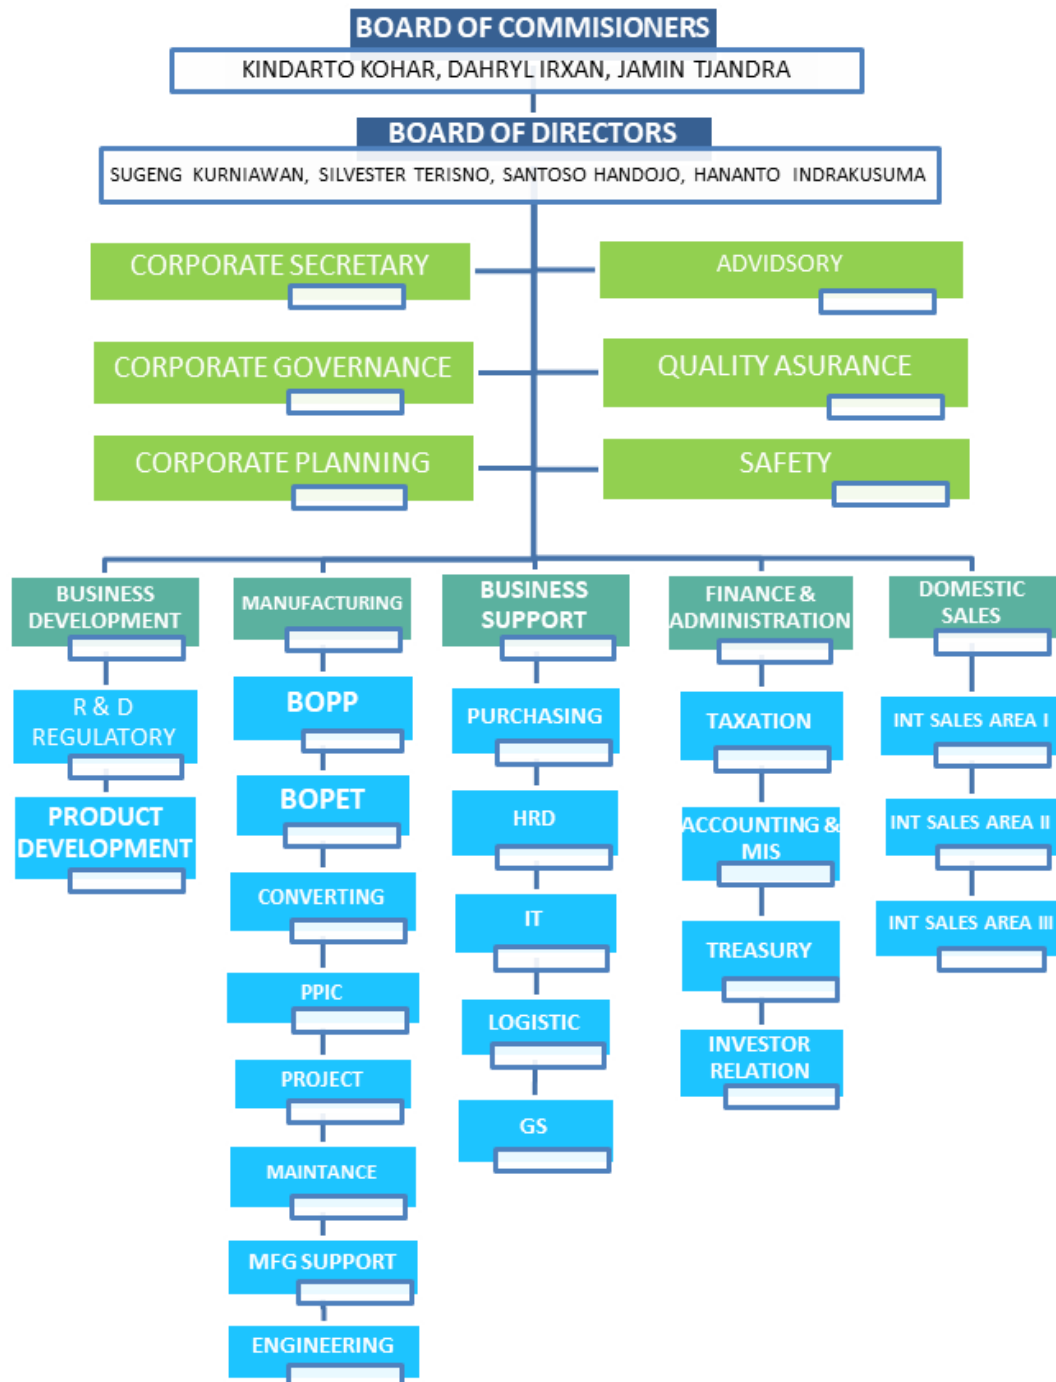 BOARD OF COMMISIONERS
KINDARTO KOHAR, DAHRYL IRXAN, JAMIN TJANDRA
BOARD OF DIRECTORS
SUGENG KURNIAWAN, SILVESTER TERISNO, SANTOSO HANDOJO, HANANTO INDRAKUSUMA
CORPORATE SECRETARY
ADVIDSORY
CORPORATE GOVERNANCE
QUALITY ASURANCE
CORPORATE PLANNING
SAFETY
BUSINESS
DEVELOPMENT
R & D
REGULATORY
PRODUCT
DEVELOPMENT
MANUFACTURING
BOPP
BOPET
CONVERTING
PPIC
PROJECT
MAINTANCE
MFG SUPPORT
ENGINEERING
BUSINESS
SUPPORT
PURCHASING
HRD
IT
LOGISTIC
GS
FINANCE &
ADMINISTRATION
TAXATION
ACCOUNTING &
MIS
TREASURY
INVESTOR
RELATION
DOMESTIC
SALES
INT SALES AREA I
INT SALES AREA II
INT SALES AREA III